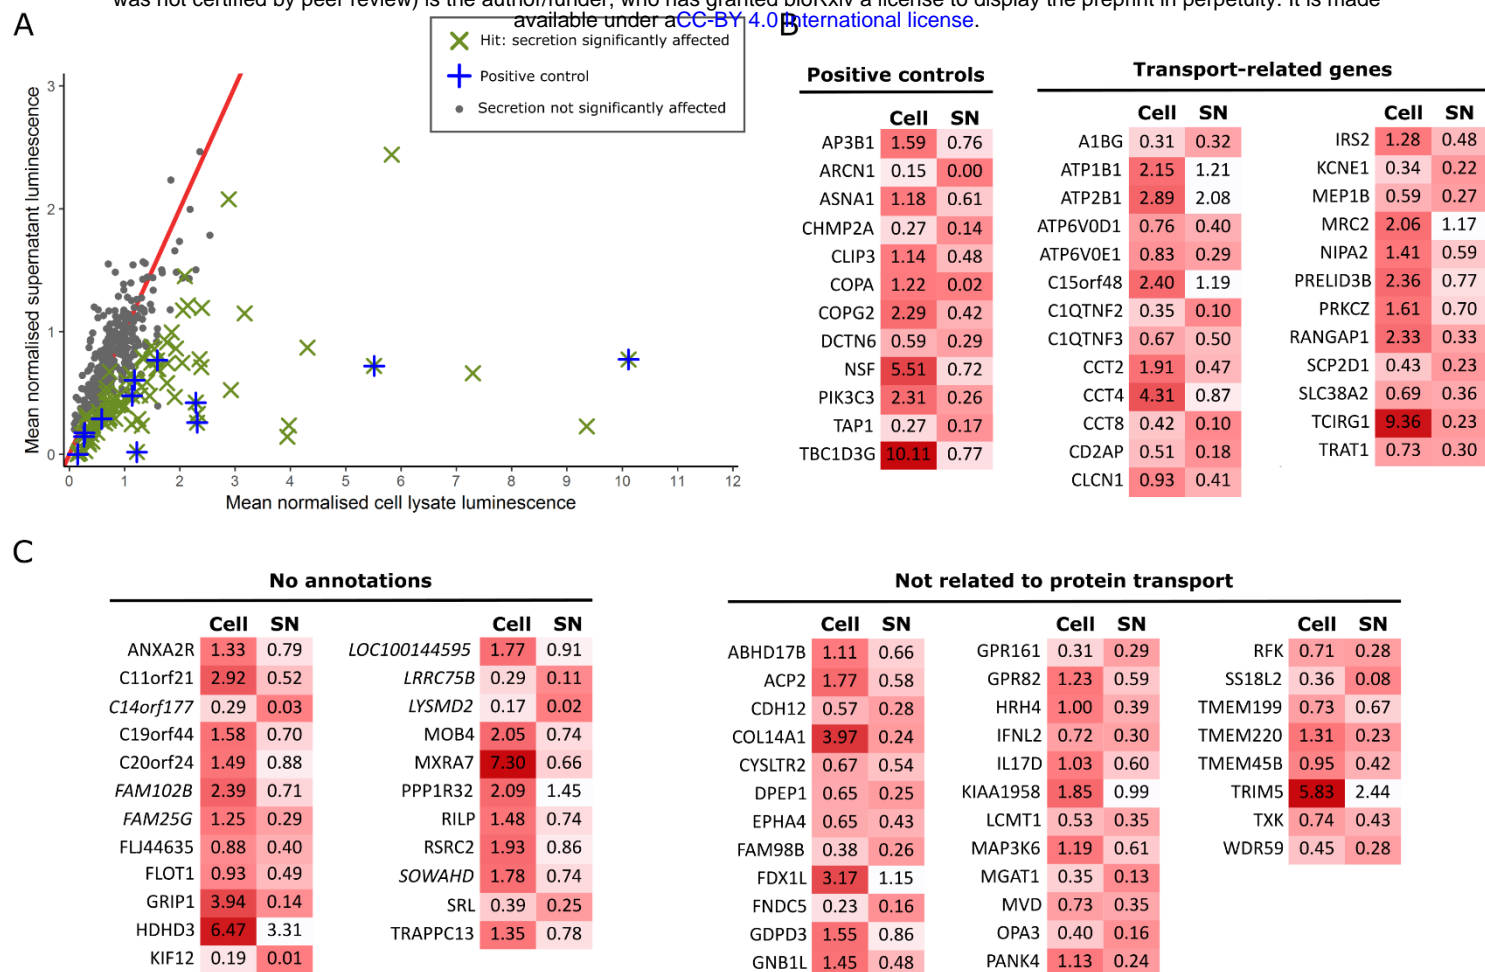 was not certified by peer review) is the author/funder, who has granted bioRxiv a license to display the preprint in perpetuity. It is made
available under aCC-BY 4.0 International license.
A
B
Hit: secretion significantly affected
Positive control
Secretion not significantly affected
Mean normalised supernatant luminescence
3
2
1
0
0 1 2 3 4 5 6 7 8 9 10 11 12
Mean normalised cell lysate luminescence
Positive controls
Cell SN
AP3B1 1.59 0.76
ARCN1 0.15 0.00
ASNA1 1.18 0.61
CHMP2A 0.27 0.14
CLIP3 1.14 0.48
COPA 1.22 0.02
COPG2 2.29 0.42
DCTN6 0.59 0.29
NSF 5.51 0.72
PIK3C3 2.31 0.26
TAP1 0.27 0.17
TBC1D3G 10.11 0.77
Transport-related genes
Cell SN
A1BG 0.31 0.32
ATP1B1 2.15 1.21
ATP2B1 2.89 2.08
ATP6V0D1 0.76 0.40
ATP6V0E1 0.83 0.29
C15orf48 2.40 1.19
C1QTNF2 0.35 0.10
C1QTNF3 0.67 0.50
CCT2 1.91 0.47
CCT4 4.31 0.87
CCT8 0.42 0.10
CD2AP 0.51 0.18
CLCN1 0.93 0.41
Cell SN
IRS2 1.28 0.48
KCNE1 0.34 0.22
MEP1B 0.59 0.27
MRC2 2.06 1.17
NIPA2 1.41 0.59
PRELID3B 2.36 0.77
PRKCZ 1.61 0.70
RANGAP1 2.33 0.33
SCP2D1 0.43 0.23
SLC38A2 0.69 0.36
TCIRG1 9.36 0.23
TRAT1 0.73 0.30
C
No annotations
Cell SN
ANXA2R 1.33 0.79
C11orf21 2.92 0.52
C14orf177 0.29 0.03
C19orf44 1.58 0.70
C20orf24 1.49 0.88
FAM102B 2.39 0.71
FAM25G 1.25 0.29
FLJ44635 0.88 0.40
FLOT1 0.93 0.49
GRIP1 3.94 0.14
HDHD3 6.47 3.31
KIF12 0.19 0.01
Cell SN
LOC100144595 1.77 0.91
LRRC75B 0.29 0.11
LYSMD2 0.17 0.02
MOB4 2.05 0.74
MXRA7 7.30 0.66
PPP1R32 2.09 1.45
RILP 1.48 0.74
RSRC2 1.93 0.86
SOWAHD 1.78 0.74
SRL 0.39 0.25
TRAPPC13 1.35 0.78
Not related to protein transport
Cell SN
ABHD17B 1.11 0.66
ACP2 1.77 0.58
CDH12 0.57 0.28
COL14A1 3.97 0.24
CYSLTR2 0.67 0.54
DPEP1 0.65 0.25
EPHA4 0.65 0.43
FAM98B 0.38 0.26
FDX1L 3.17 1.15
FNDC5 0.23 0.16
GDPD3 1.55 0.86
GNB1L 1.45 0.48
Cell SN
GPR161 0.31 0.29
GPR82 1.23 0.59
HRH4 1.00 0.39
IFNL2 0.72 0.30
IL17D 1.03 0.60
KIAA1958 1.85 0.99
LCMT1 0.53 0.35
MAP3K6 1.19 0.61
MGAT1 0.35 0.13
MVD 0.73 0.35
OPA3 0.40 0.16
PANK4 1.13 0.24
Cell SN
RFK 0.71 0.28
SS18L2 0.36 0.08
TMEM199 0.73 0.67
TMEM220 1.31 0.23
TMEM45B 0.95 0.42
TRIM5 5.83 2.44
TXK 0.74 0.43
WDR59 0.45 0.28